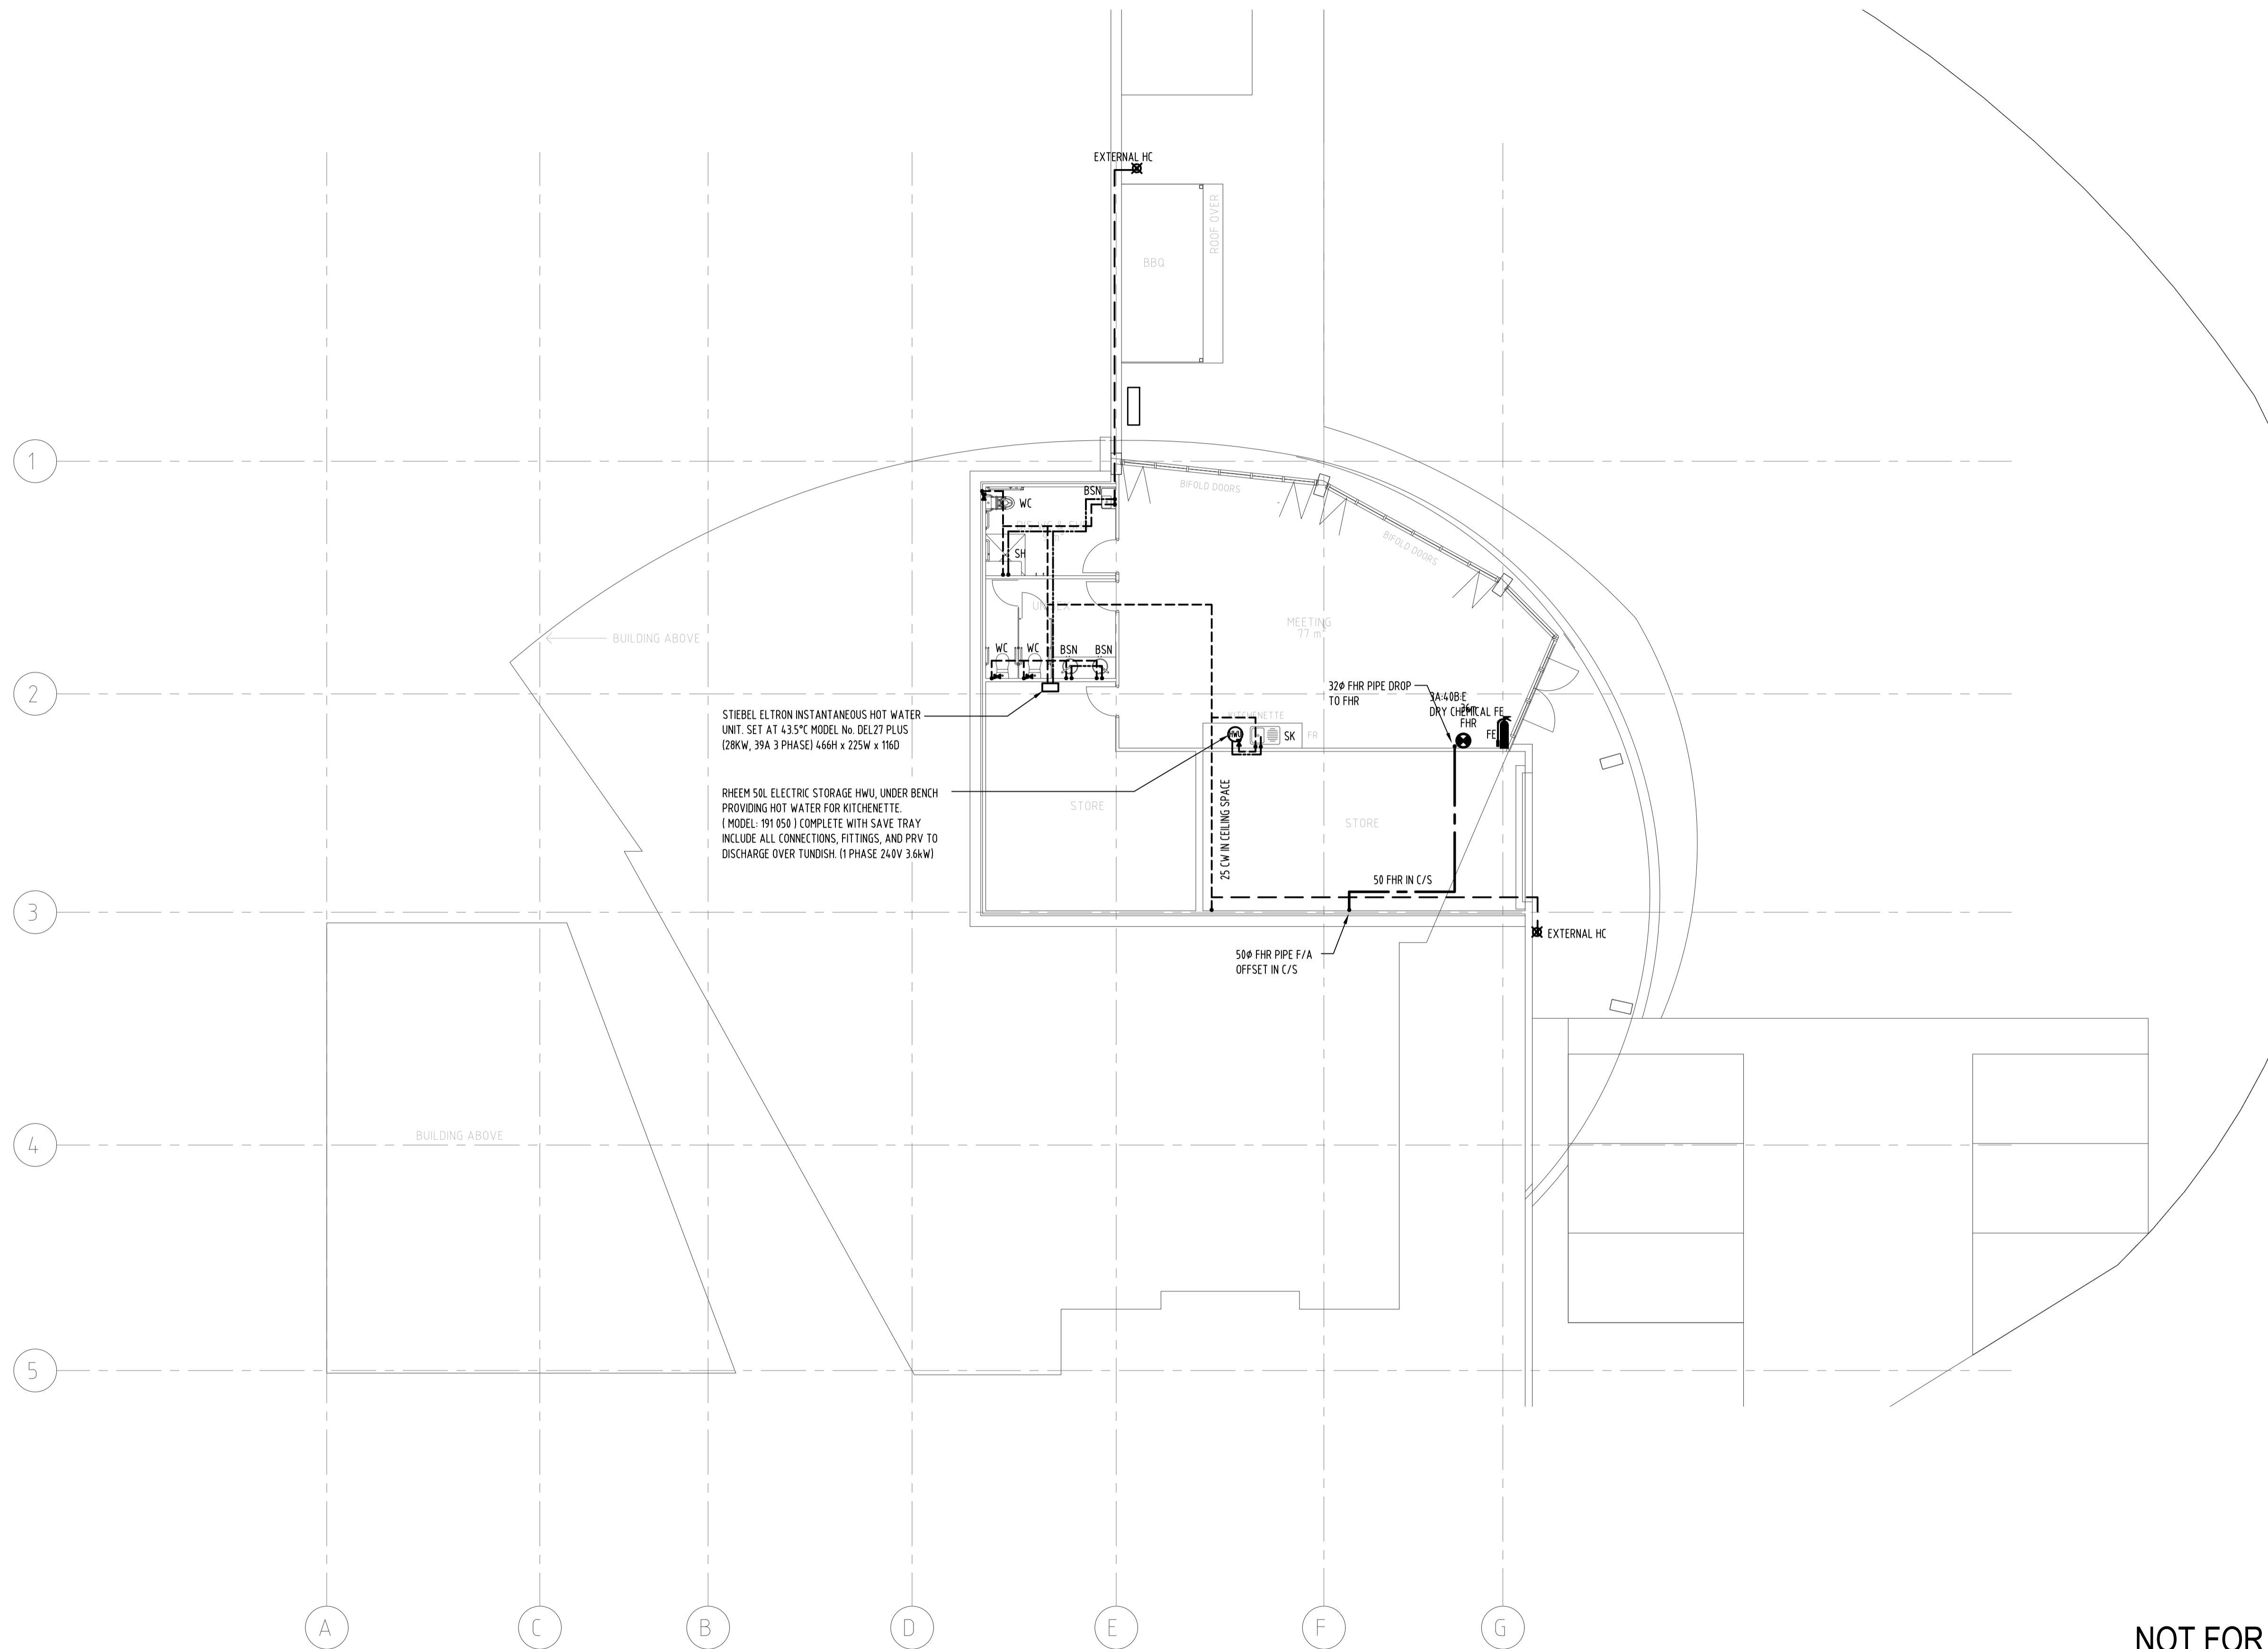 EXTERNAL HC
ROOF OVER
BBQ
1
BIFOLD DOORS
BSN
WC
SH
BIFOLD DOORS
MEETING
77 m²
BUILDING ABOVE
WC
WC
BSN
BSN
2
32Ø FHR PIPE DROP
TO FHR
3A:40B:E
DRY CHEMICAL FE
36m
FHR
FE
STIEBEL ELTRON INSTANTANEOUS HOT WATER
UNIT. SET AT 43.5°C MODEL No. DEL27 PLUS
(28KW, 39A 3 PHASE) 466H x 225W x 116D
KITCHENETTE
HWU
SK
FR
RHEEM 50L ELECTRIC STORAGE HWU, UNDER BENCH
PROVIDING HOT WATER FOR KITCHENETTE.
( MODEL: 191 050 ) COMPLETE WITH SAVE TRAY
INCLUDE ALL CONNECTIONS, FITTINGS, AND PRV TO
DISCHARGE OVER TUNDISH. (1 PHASE 240V 3.6kW)
STORE
25 CW IN CEILING SPACE
STORE
50 FHR IN C/S
3
EXTERNAL HC
50Ø FHR PIPE F/A
OFFSET IN C/S
BUILDING ABOVE
4
5
A
C
B
D
E
F
G
NOT FOR